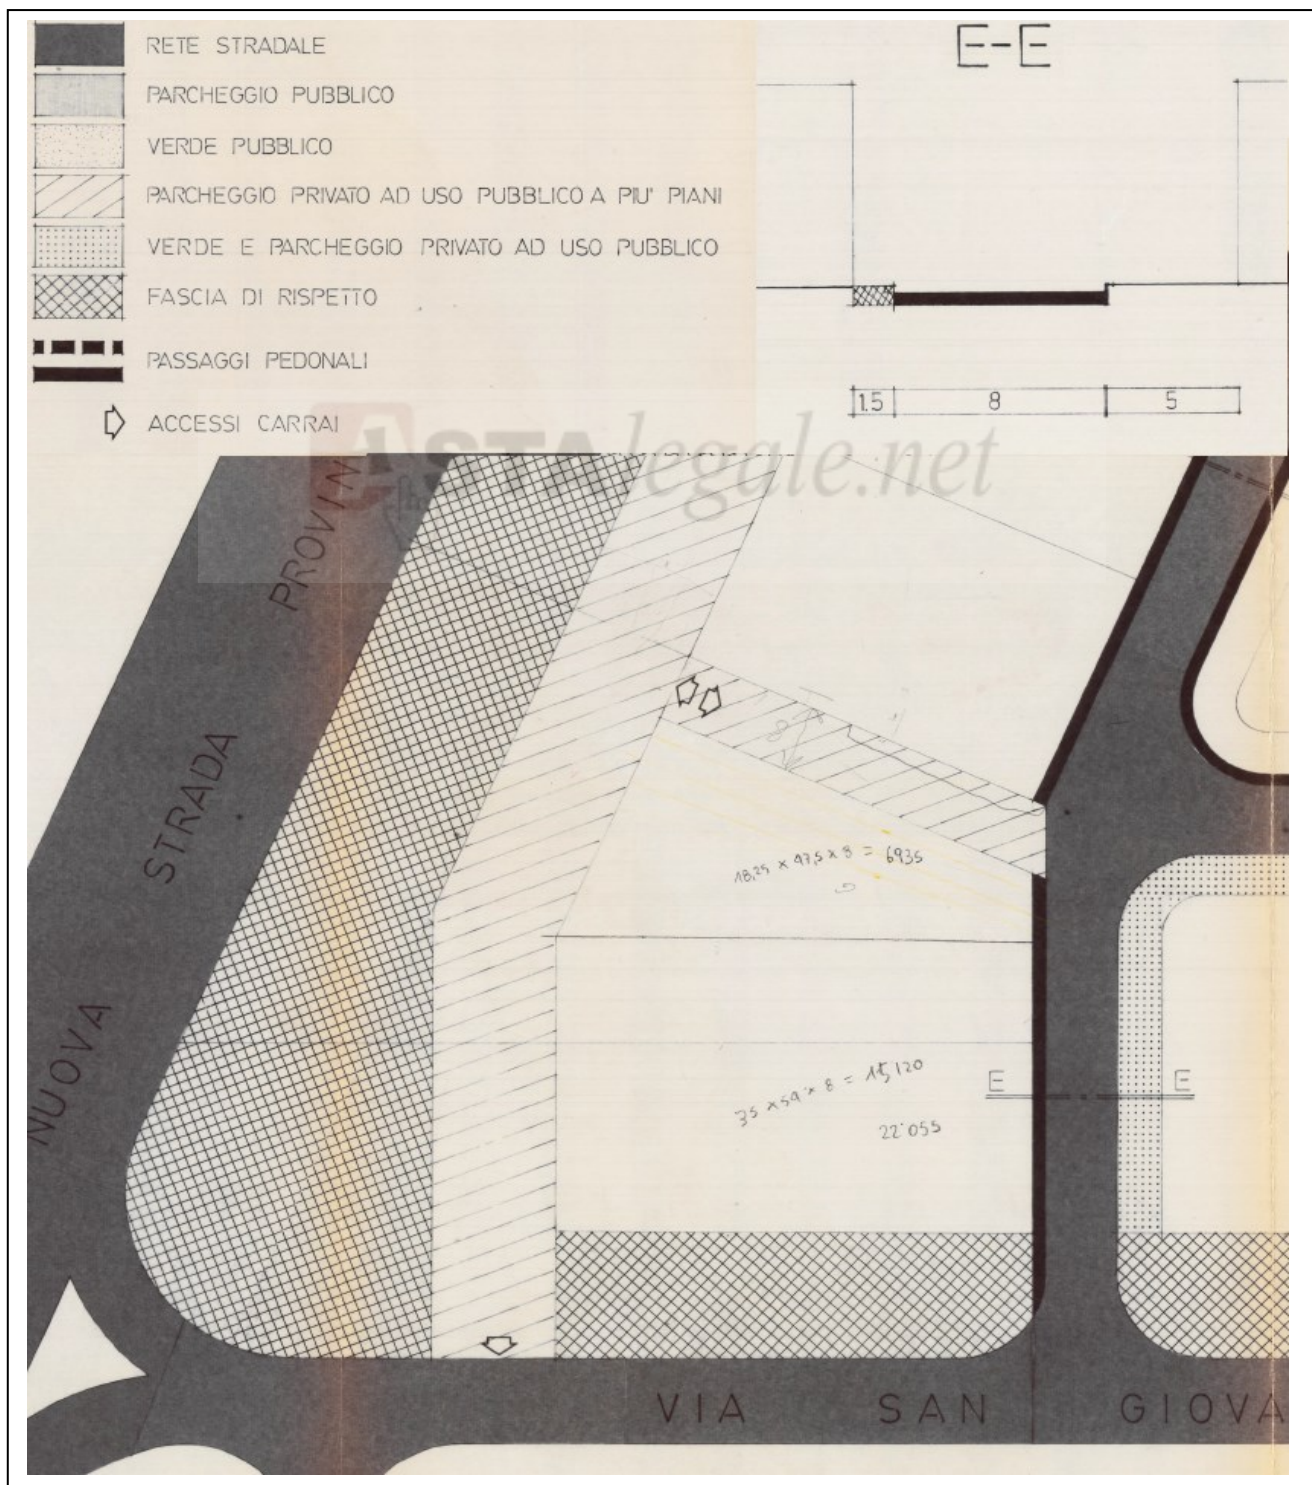 RETE STRADALE
PARCHEGGIO PUBBLICO
VERDE PUBBLICO
PARCHEGGIO PRIVATO AD USO PUBBLICO A PIU' PIANI
VERDE E PARCHEGGIO PRIVATO AD USO PUBBLICO
FASCIA DI RISPETTO
PASSAGGI PEDONALI
ACCESSI CARRAI
E-E
1.5 8 5
ASTAlegale.net
NUOVA STRADA PROVIN
8
18,25 x 47,5 x 8 = 6935
35 x 54 x 8 = 15,120
22'055
E E
VIA SAN GIOVA